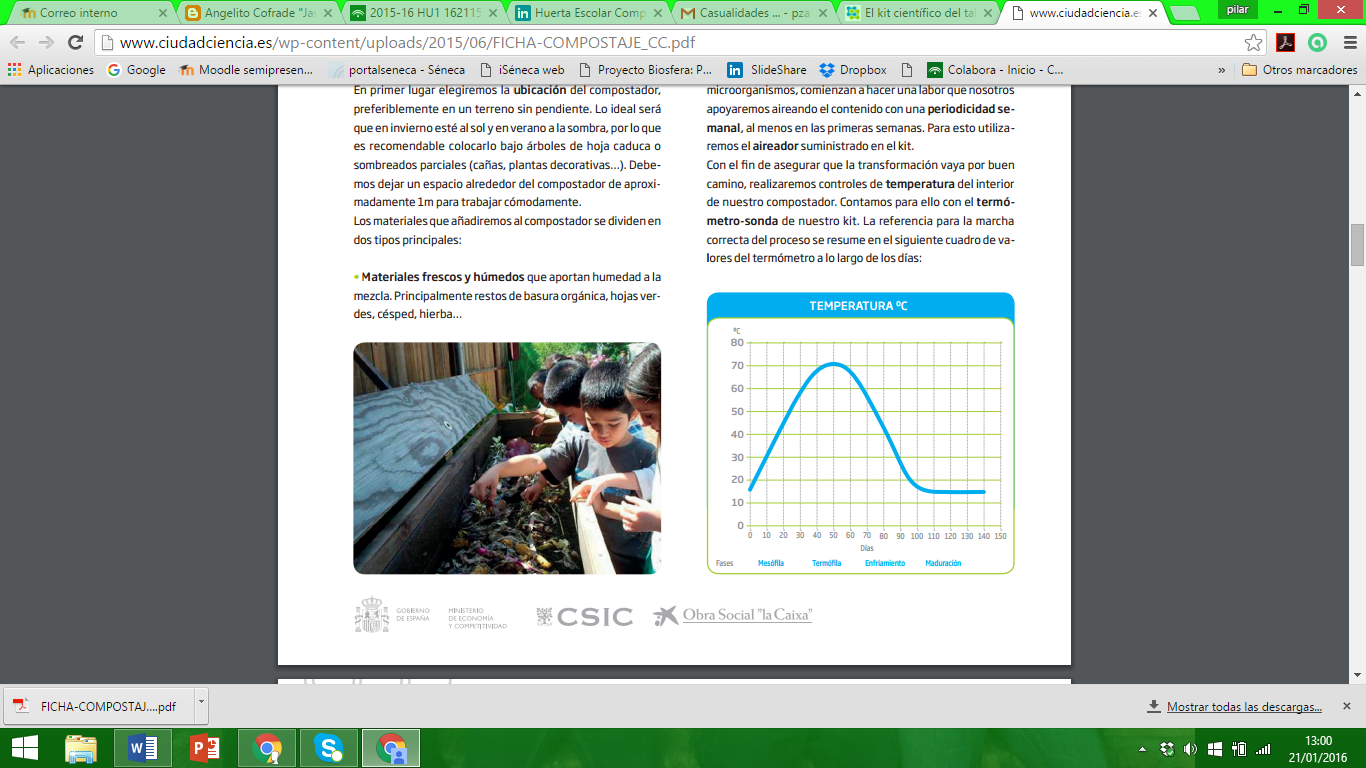 Correo interno
Angelito Cofrade "Ja
2015-16 HU1 162115
Huerta Escolar Comp
Casualidades ... - pza
El kit científico del tal
www.ciudadciencia.e
pilar
www.ciudadciencia.es/wp-content/uploads/2015/06/FICHA-COMPOSTAJE_CC.pdf
Aplicaciones
Google
Moodle semipresen...
portalseneca - Séneca
iSéneca web
Proyecto Biosfera: P...
SlideShare
Dropbox
Colabora - Inicio - C...
»
Otros marcadores
En primer lugar elegiremos la ubicación del compostador,
preferiblemente en un terreno sin pendiente. Lo ideal será
que en invierno esté al sol y en verano a la sombra, por lo que
es recomendable colocarlo bajo árboles de hoja caduca o
sombreados parciales (cañas, plantas decorativas...). Debe-
mos dejar un espacio alrededor del compostador de aproxi-
madamente 1m para trabajar cómodamente.
Los materiales que añadiremos al compostador se dividen en
dos tipos principales:
• Materiales frescos y húmedos que aportan humedad a la
mezcla. Principalmente restos de basura orgánica, hojas ver-
des, césped, hierba...
microorganismos, comienzan a hacer una labor que nosotros
apoyaremos aireando el contenido con una periodicidad se-
manal, al menos en las primeras semanas. Para esto utiliza-
remos el aireador suministrado en el kit.
Con el fin de asegurar que la transformación vaya por buen
camino, realizaremos controles de temperatura del interior
de nuestro compostador. Contamos para ello con el termó-
metro-sonda de nuestro kit. La referencia para la marcha
correcta del proceso se resume en el siguiente cuadro de va-
lores del termómetro a lo largo de los días:
TEMPERATURA ºC
ºC
80
70
60
50
40
30
20
10
0
0 10 20 30 40 50 60 70 80 90 100 110 120 130 140 150
Días
Fases Mesófila Termófila Enfriamiento Maduración
GOBIERNO
DE ESPAÑA
MINISTERIO
DE ECONOMÍA
Y COMPETITIVIDAD
CSIC
Obra Social "la Caixa"
FICHA-COMPOSTAJ....pdf
Mostrar todas las descargas...
13:00
21/01/2016